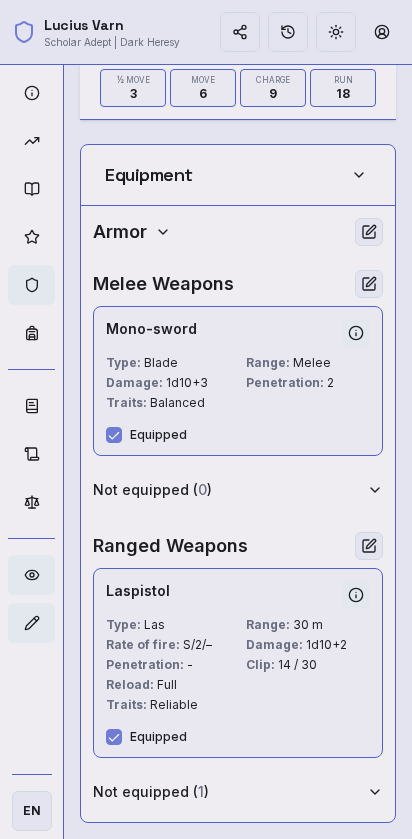 Lucius Varn
Scholar Adept | Dark Heresy
½ MOVE MOVE CHARGE RUN
3 6 9 18
Equipment
Armor
Melee Weapons
Mono-sword
Type: Blade Range: Melee
Damage: 1d10+3 Penetration: 2
Traits: Balanced
Equipped
Not equipped (0)
Ranged Weapons
Laspistol
Type: Las Range: 30 m
Rate of fire: S/2/– Damage: 1d10+2
Penetration: - Clip: 14 / 30
Reload: Full
Traits: Reliable
Equipped
Not equipped (1)
EN